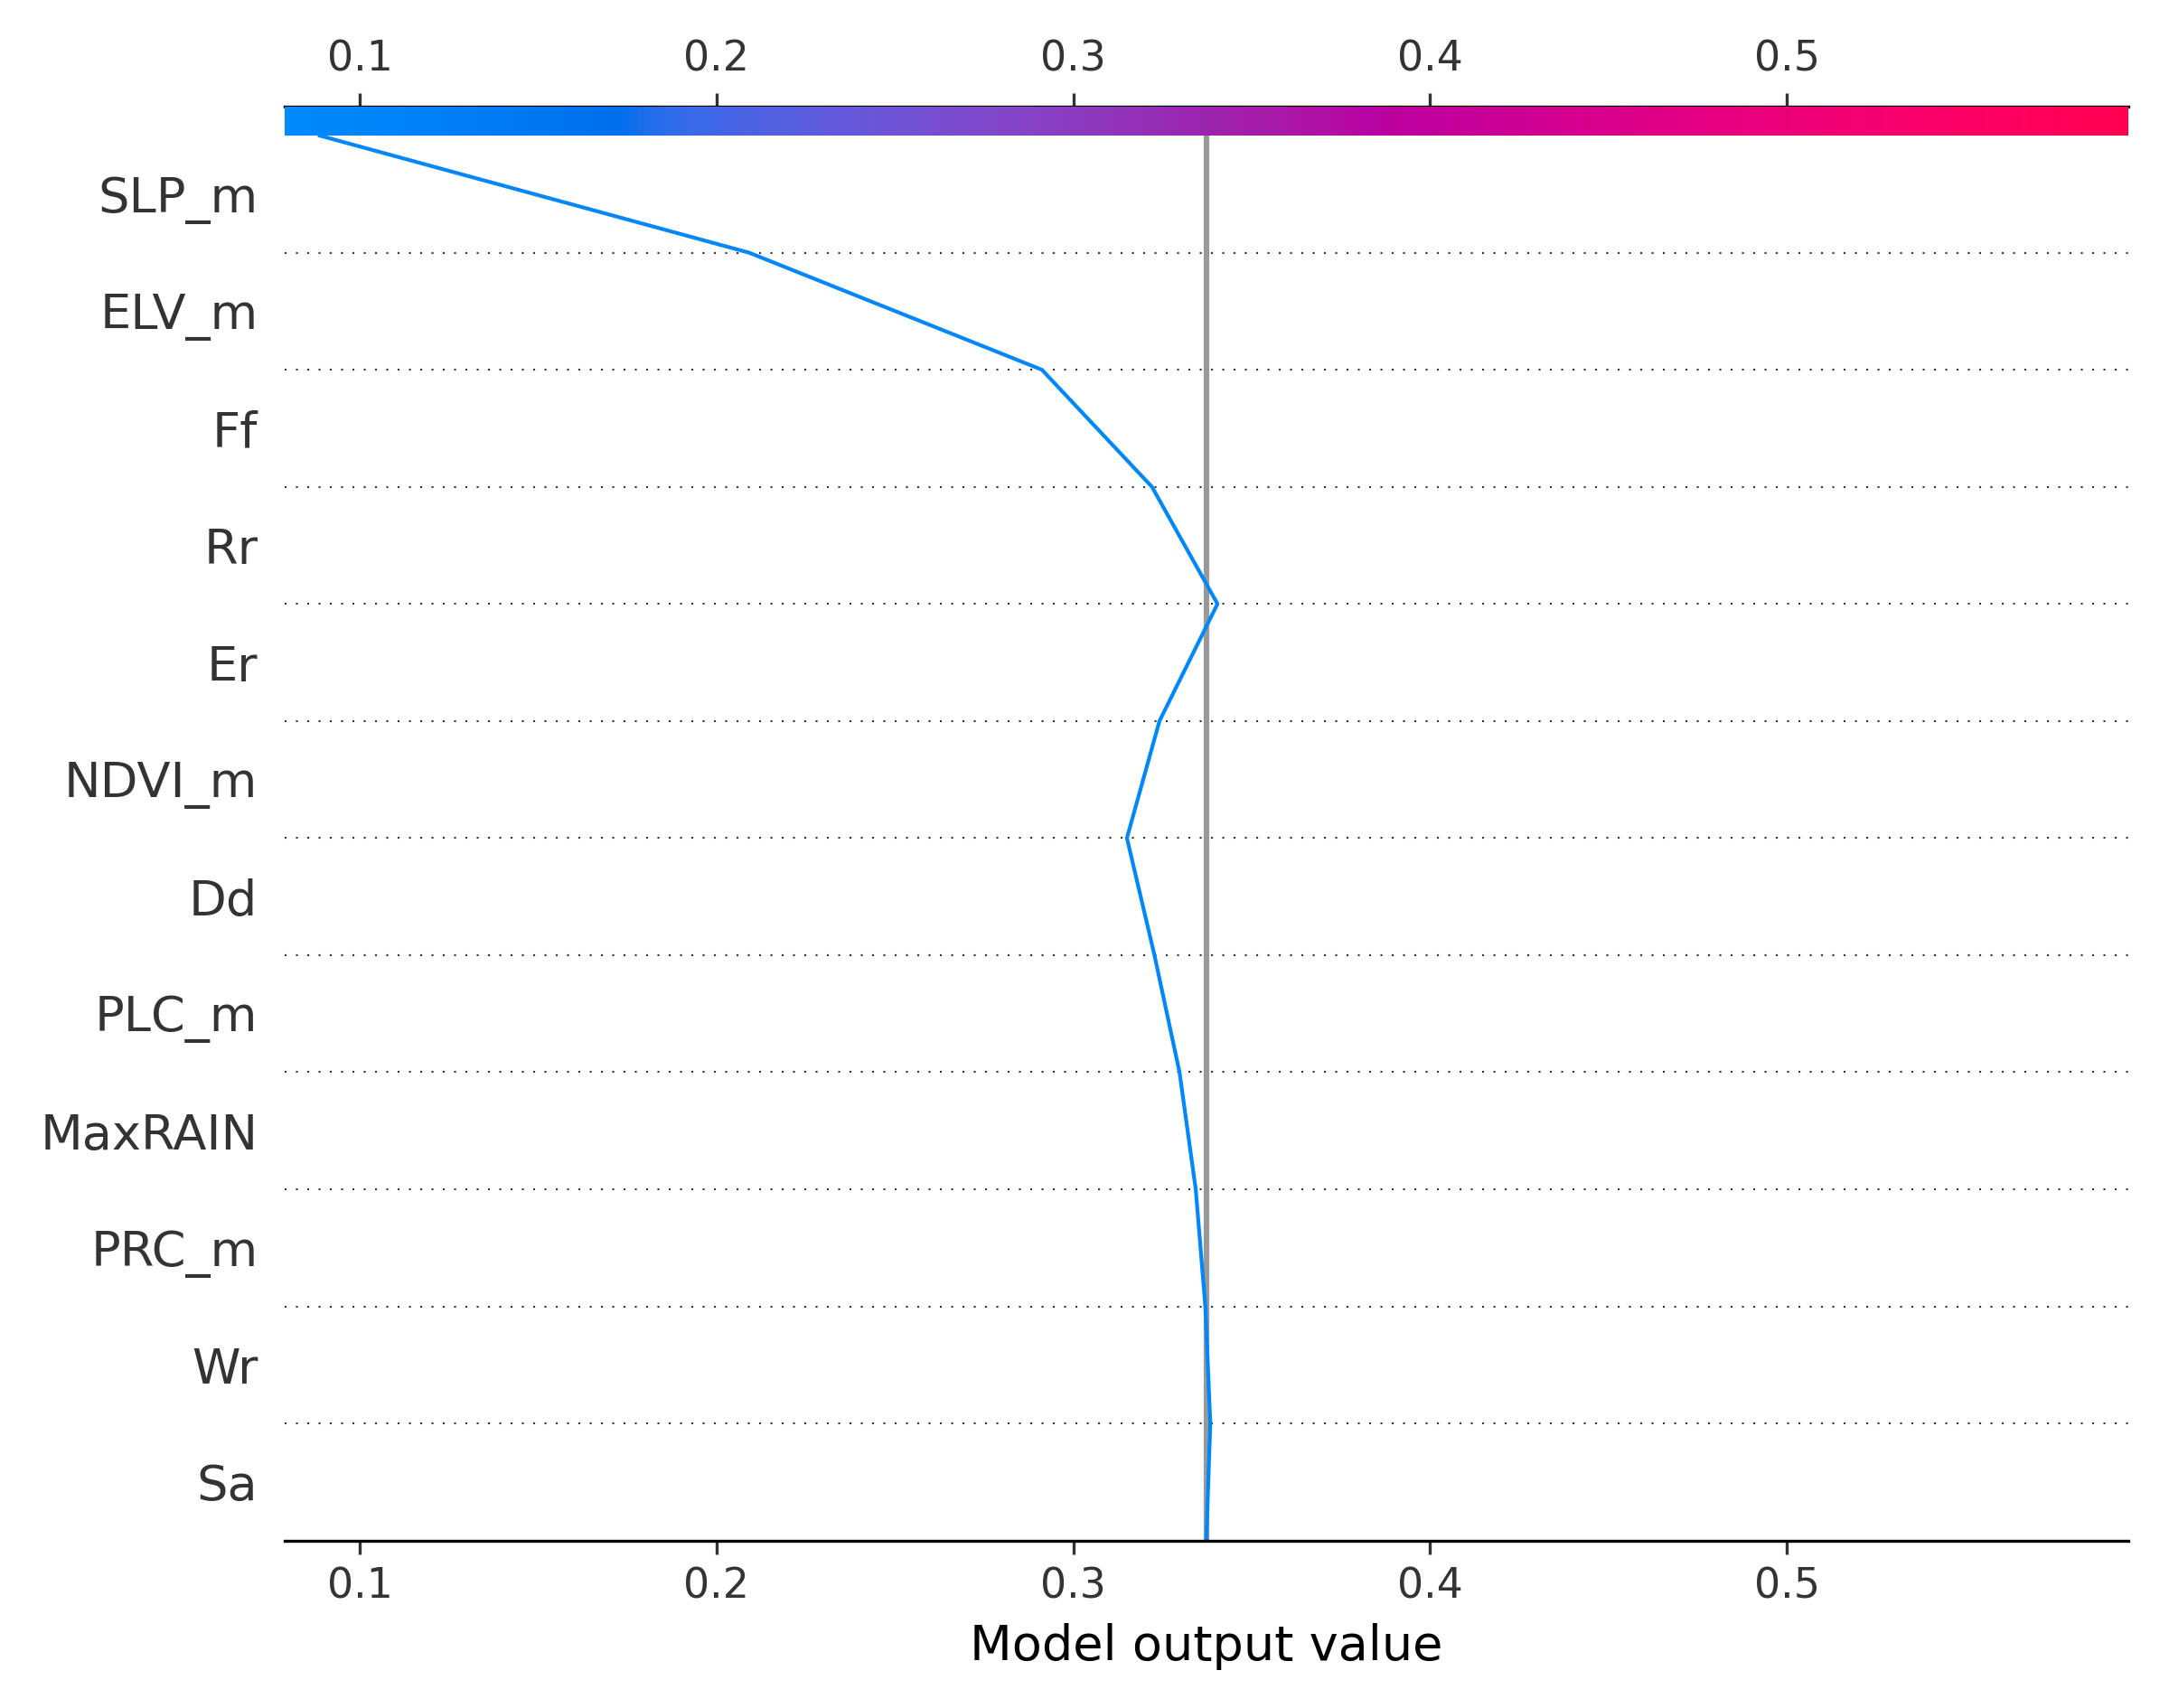 0.1 0.2 0.3 0.4 0.5
SLP_m
ELV_m
Ff
Rr
Er
NDVI_m
Dd
PLC_m
MaxRAIN
PRC_m
Wr
Sa
0.1 0.2 0.3 0.4 0.5
Model output value